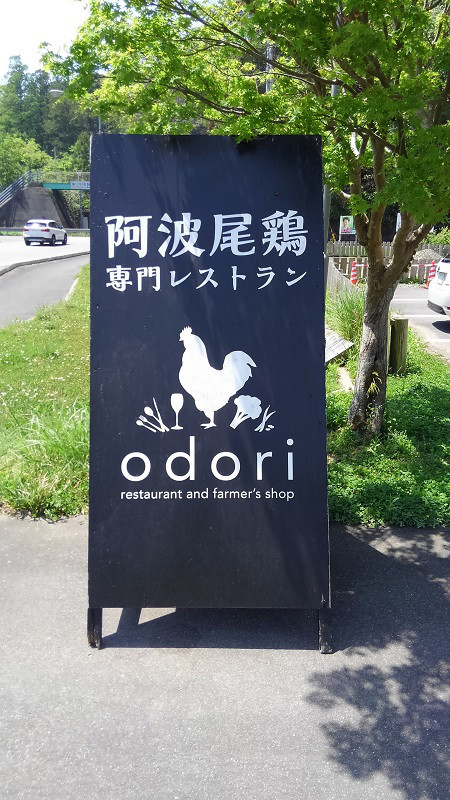 阿波尾鶏
専門レストラン
odori
restaurant and farmer's shop